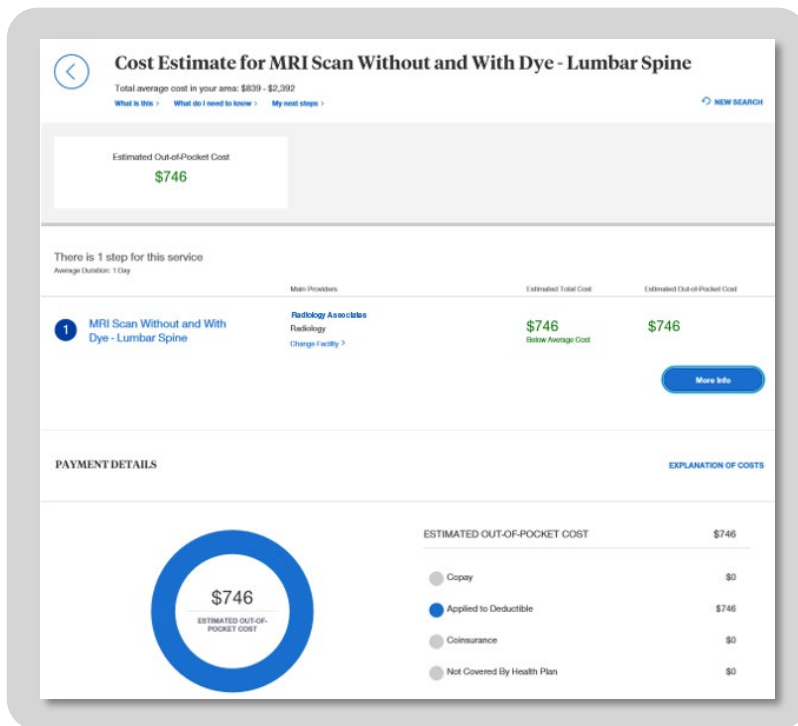 Cost Estimate for MRI Scan Without and With Dye - Lumbar Spine
Total average cost in your area: $839 - $2,392
What is this > What do I need to know > My next steps >
NEW SEARCH
Estimated Out-of-Pocket Cost
$746
There is 1 step for this service
Average Duration: 1 Day
Main Providers Estimated Total Cost Estimated Out-of-Pocket Cost
1 MRI Scan Without and With
Dye - Lumbar Spine
Radiology Associates
Radiology
Change Facility >
$746
Below Average Cost
$746
More Info
PAYMENT DETAILS
EXPLANATION OF COSTS
$746
ESTIMATED OUT-OF-
POCKET COST
ESTIMATED OUT-OF-POCKET COST $746
Copay $0
Applied to Deductible $746
Coinsurance $0
Not Covered By Health Plan $0